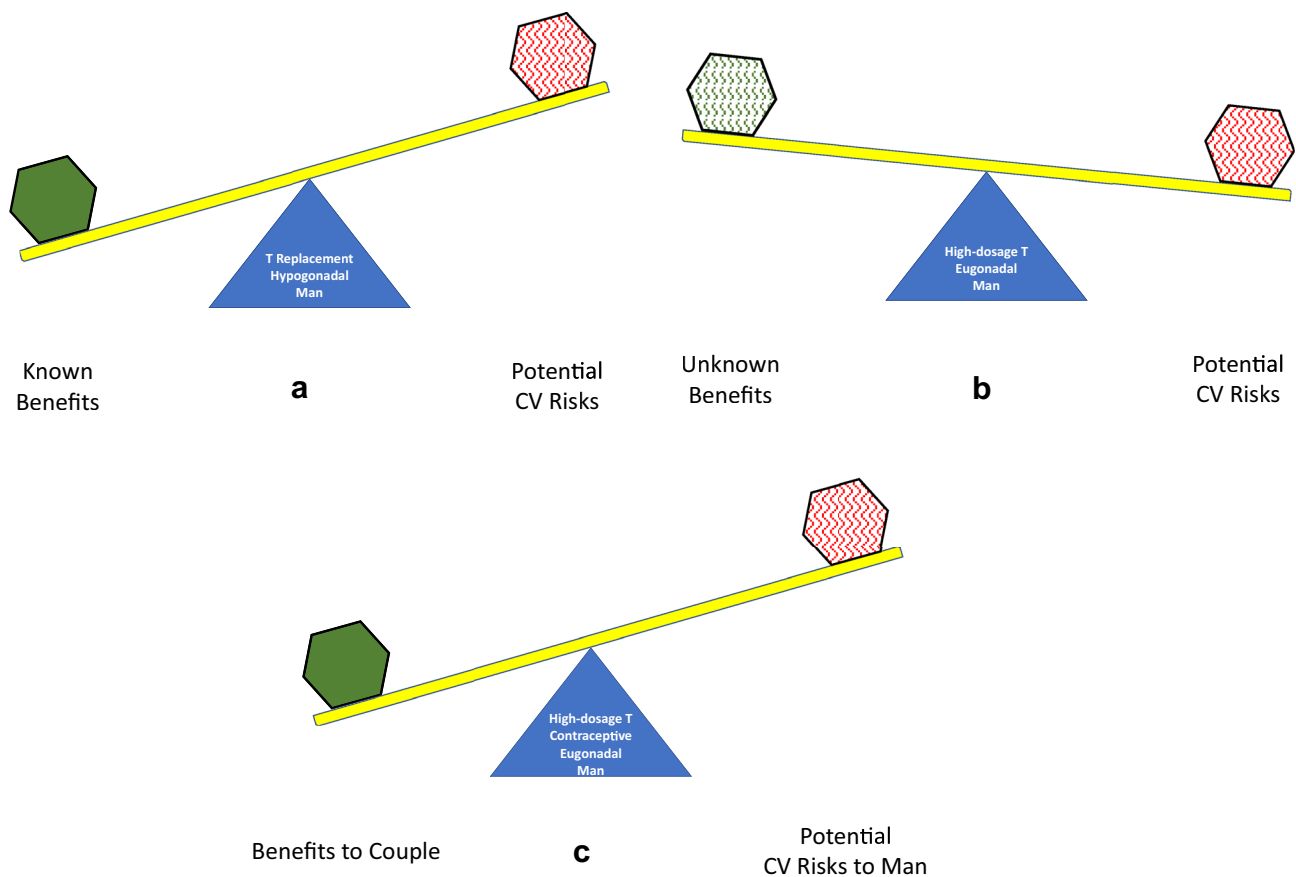 T Replacement
Hypogonadal
Man
Known
Benefits
a
Potential
CV Risks
High-dosage T
Eugonadal
Man
Unknown
Benefits
b
Potential
CV Risks
High-dosage T
Contraceptive
Eugonadal
Man
Benefits to Couple
c
Potential
CV Risks to Man